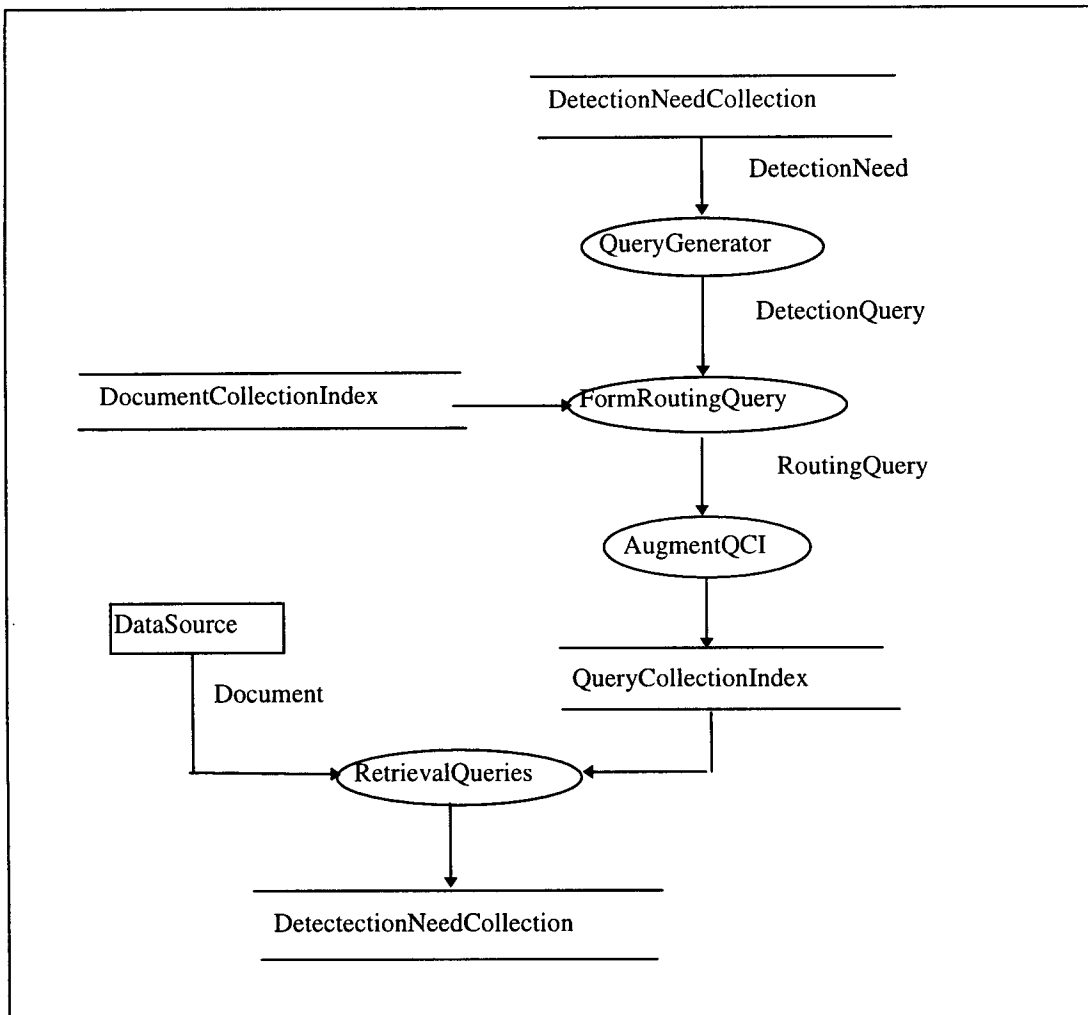 DetectionNeedCollection
DetectionNeed
QueryGenerator
DetectionQuery
DocumentCollectionIndex
FormRoutingQuery
RoutingQuery
AugmentQCI
DataSource
QueryCollectionIndex
Document
RetrievalQueries
DetectectionNeedCollection